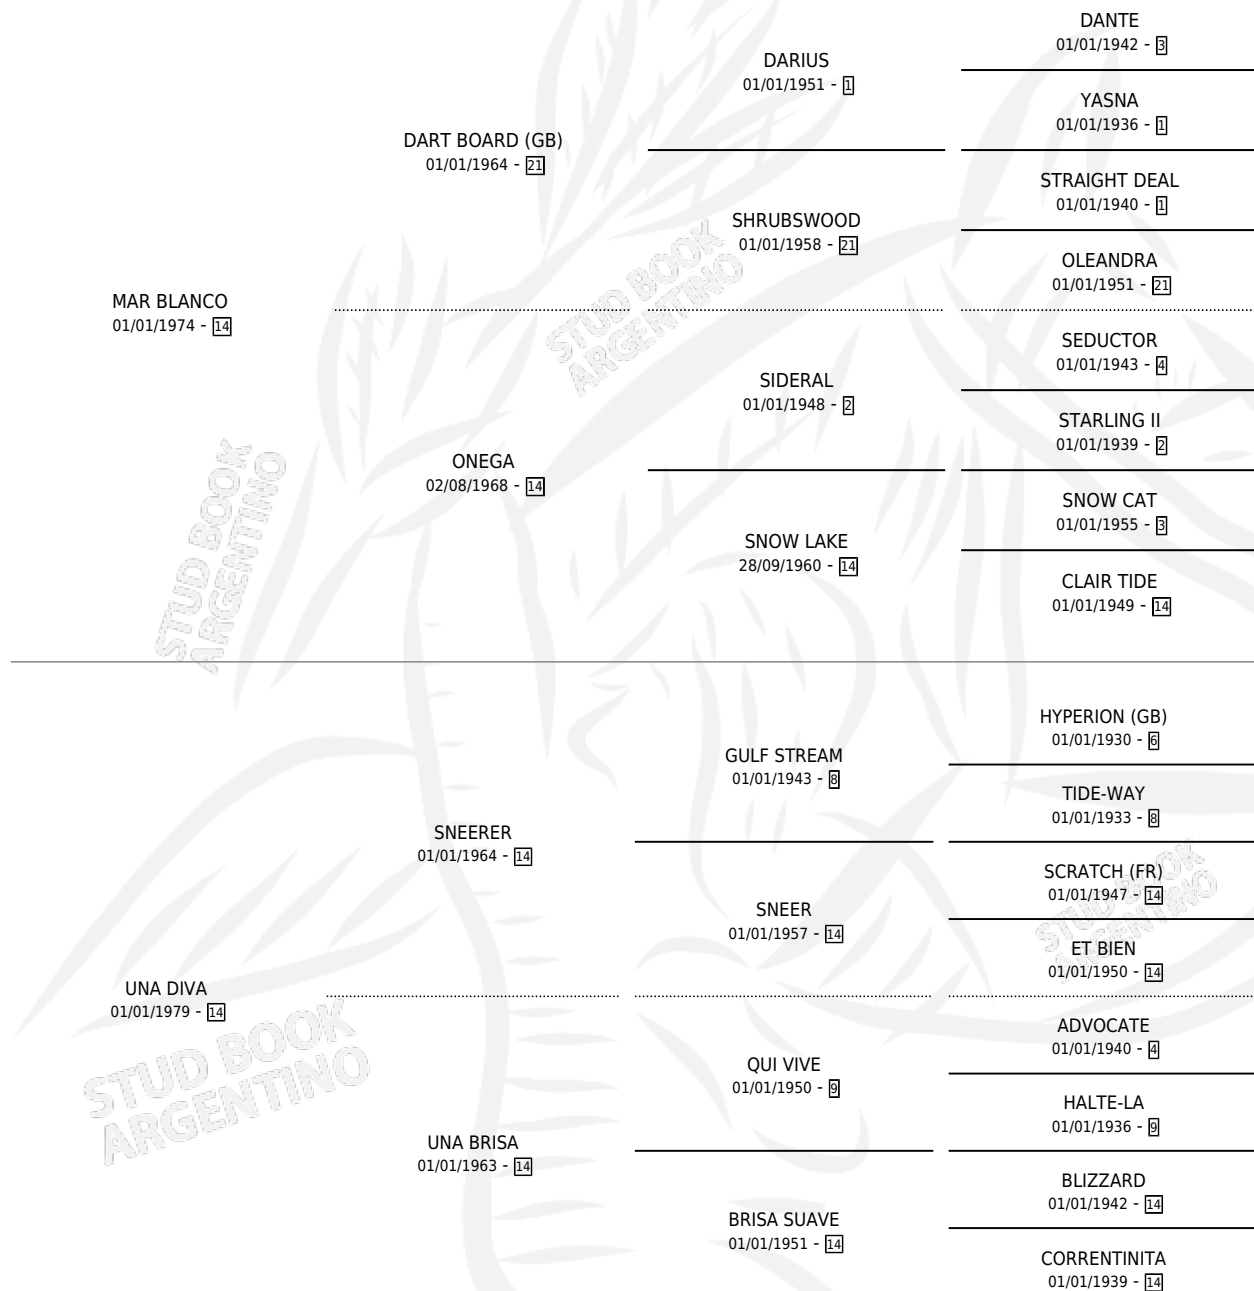 DANTE
01/01/1942 - 3
DARIUS
01/01/1951 - 1
YASNA
01/01/1936 - 1
DART BOARD (GB)
01/01/1964 - 21
STRAIGHT DEAL
01/01/1940 - 1
SHRUBSWOOD
01/01/1958 - 21
OLEANDRA
01/01/1951 - 21
MAR BLANCO
01/01/1974 - 14
SEDUCTOR
01/01/1943 - 4
SIDERAL
01/01/1948 - 2
STARLING II
01/01/1939 - 2
ONEGA
02/08/1968 - 14
SNOW CAT
01/01/1955 - 3
SNOW LAKE
28/09/1960 - 14
CLAIR TIDE
01/01/1949 - 14
HYPERION (GB)
01/01/1930 - 6
GULF STREAM
01/01/1943 - 8
TIDE-WAY
01/01/1933 - 8
SNEERER
01/01/1964 - 14
SCRATCH (FR)
01/01/1947 - 14
SNEER
01/01/1957 - 14
ET BIEN
01/01/1950 - 14
UNA DIVA
01/01/1979 - 14
ADVOCATE
01/01/1940 - 4
QUI VIVE
01/01/1950 - 9
HALTE-LA
01/01/1936 - 9
UNA BRISA
01/01/1963 - 14
BLIZZARD
01/01/1942 - 14
BRISA SUAVE
01/01/1951 - 14
CORRENTINITA
01/01/1939 - 14
STUD BOOK
ARGENTINO
STUD BOOK
ARGENTINO
STUD BOOK
ARGENTINO
STUD BOOK
ARGENTINO